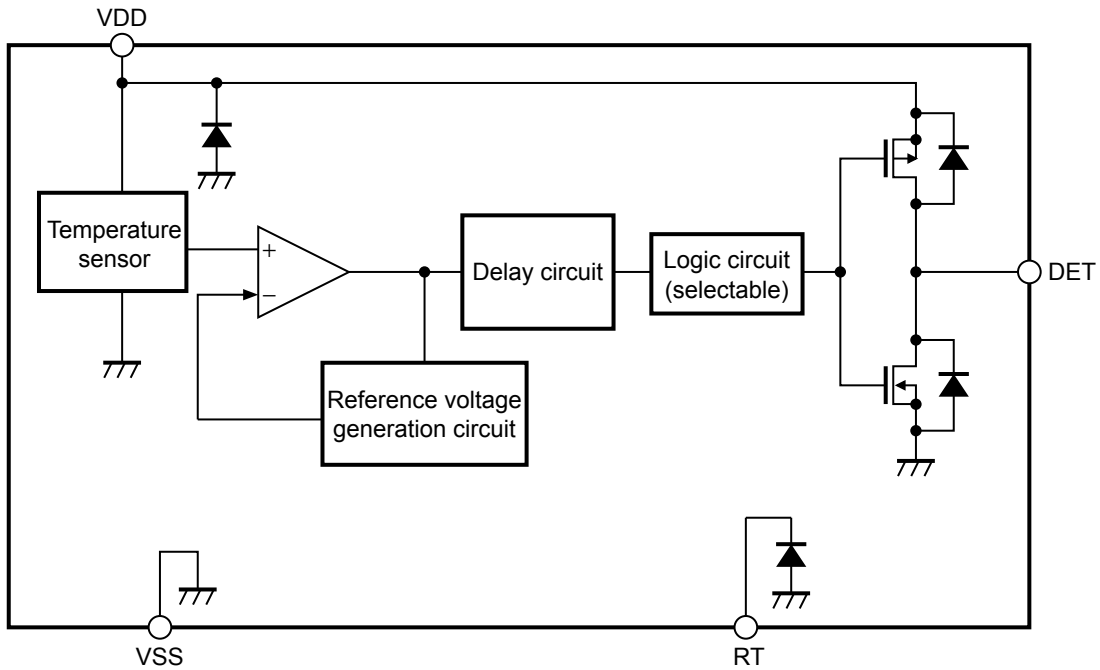 VDD
Temperature
sensor
+
−
Delay circuit
Logic circuit
(selectable)
DET
Reference voltage
generation circuit
VSS
RT